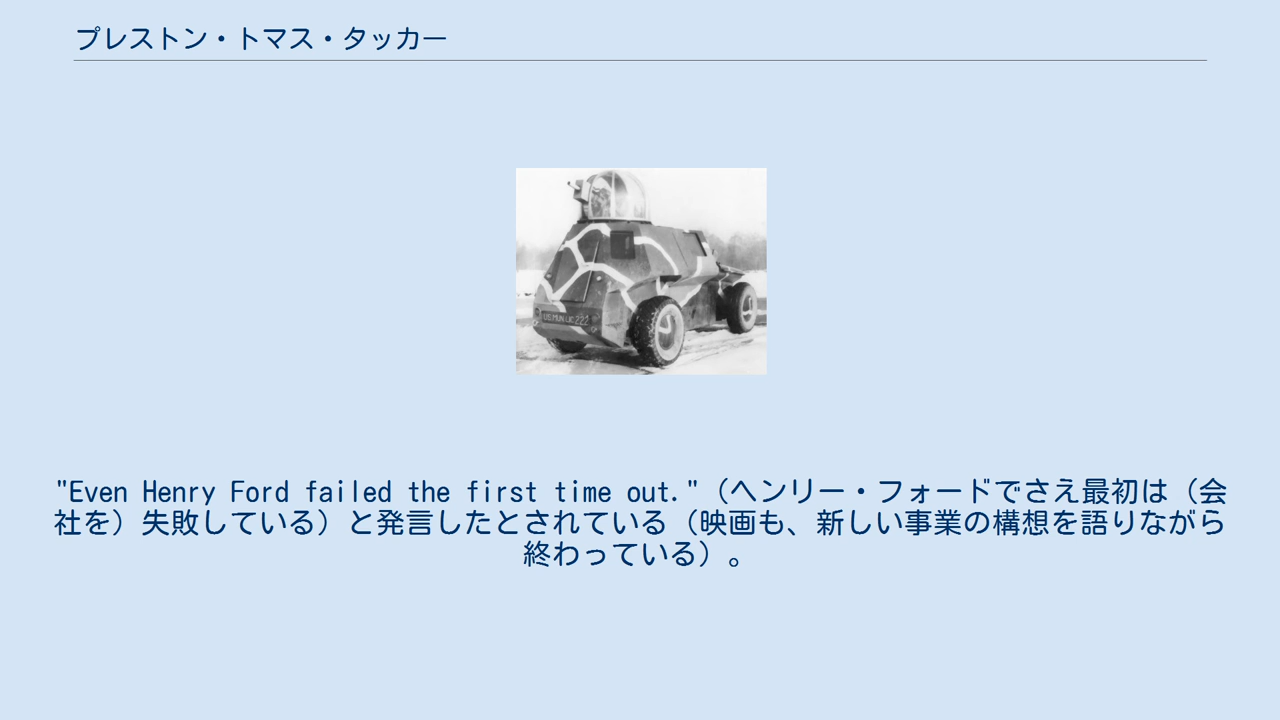 プレストン・トマス・タッカー
"Even Henry Ford failed the first time out."（ヘンリー・フォードでさえ最初は（会
社を）失敗している）と発言したとされている（映画も、新しい事業の構想を語りながら
終わっている）。